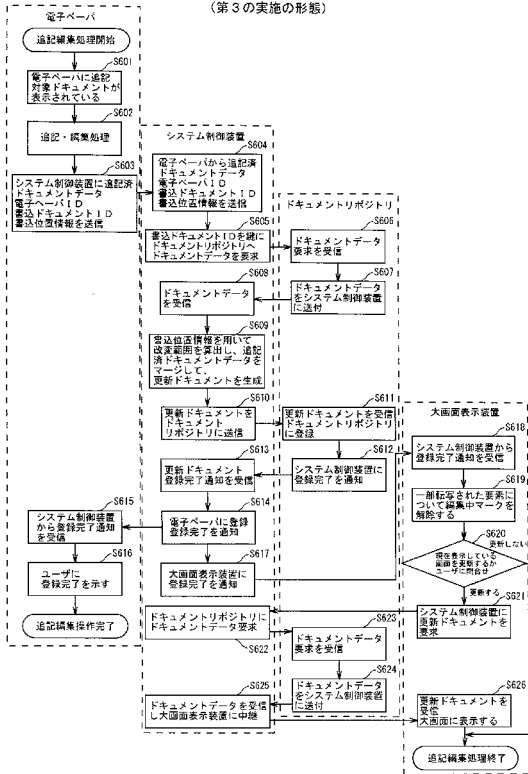 (第3の実施の形態)
電子ペーパ
追記編集処理開始
S601
電子ペーパに追記
対象ドキュメントが
表示されている
S602
追記・編集処理
S603
システム制御装置に追記済
ドキュメントデータ
電子ペーパID
書込ドキュメントID
書込位置情報を送信
システム制御装置
S604
電子ペーパから追記済
ドキュメントデータ
電子ペーパID
書込ドキュメントID
書込位置情報を送信
S605
書込ドキュメントIDを鍵に
ドキュメントリポジトリへ
ドキュメントデータを要求
ドキュメントリポジトリ
S606
ドキュメントデータ
要求を受信
S607
ドキュメントデータ
をシステム制御装置
に送付
S608
ドキュメントデータ
を受信
S609
書込位置情報を用いて
改変範囲を算出し、追記
済ドキュメントデータを
マージして、
更新ドキュメントを生成
S610
更新ドキュメントを
ドキュメント
リポジトリに送信
S611
更新ドキュメントを受信
ドキュメントリポジトリ
に登録
S612
システム制御装置に
登録完了を通知
S613
更新ドキュメント
登録完了通知を受信
S614
電子ペーパに登録
登録完了を通知
S615
システム制御装置
から登録完了通知
を受信
S616
ユーザに
登録完了を示す
追記編集操作完了
S617
大画面表示装置に
登録完了を通知
大画面表示装置
S618
システム制御装置から
登録完了通知を受信
S619
一部転写された要素に
ついて編集中マークを
解除する
S620
現在表示している
画面を更新するか
ユーザに問合せ
更新しない
更新する
S621
システム制御装置に
更新ドキュメントを
要求
ドキュメントリポジトリに
ドキュメントデータ要求
S622
S623
ドキュメントデータ
要求を受信
S624
ドキュメントデータ
をシステム制御装置
に送付
S625
ドキュメントデータを受信
し大画面表示装置に中継
S626
更新ドキュメントを
受信
大画面に表示する
追記編集処理終了